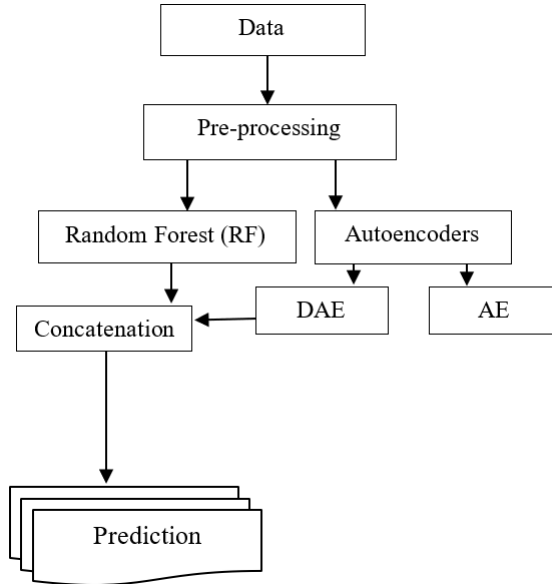 Data
Pre-processing
Random Forest (RF)
Autoencoders
DAE
AE
Concatenation
Prediction